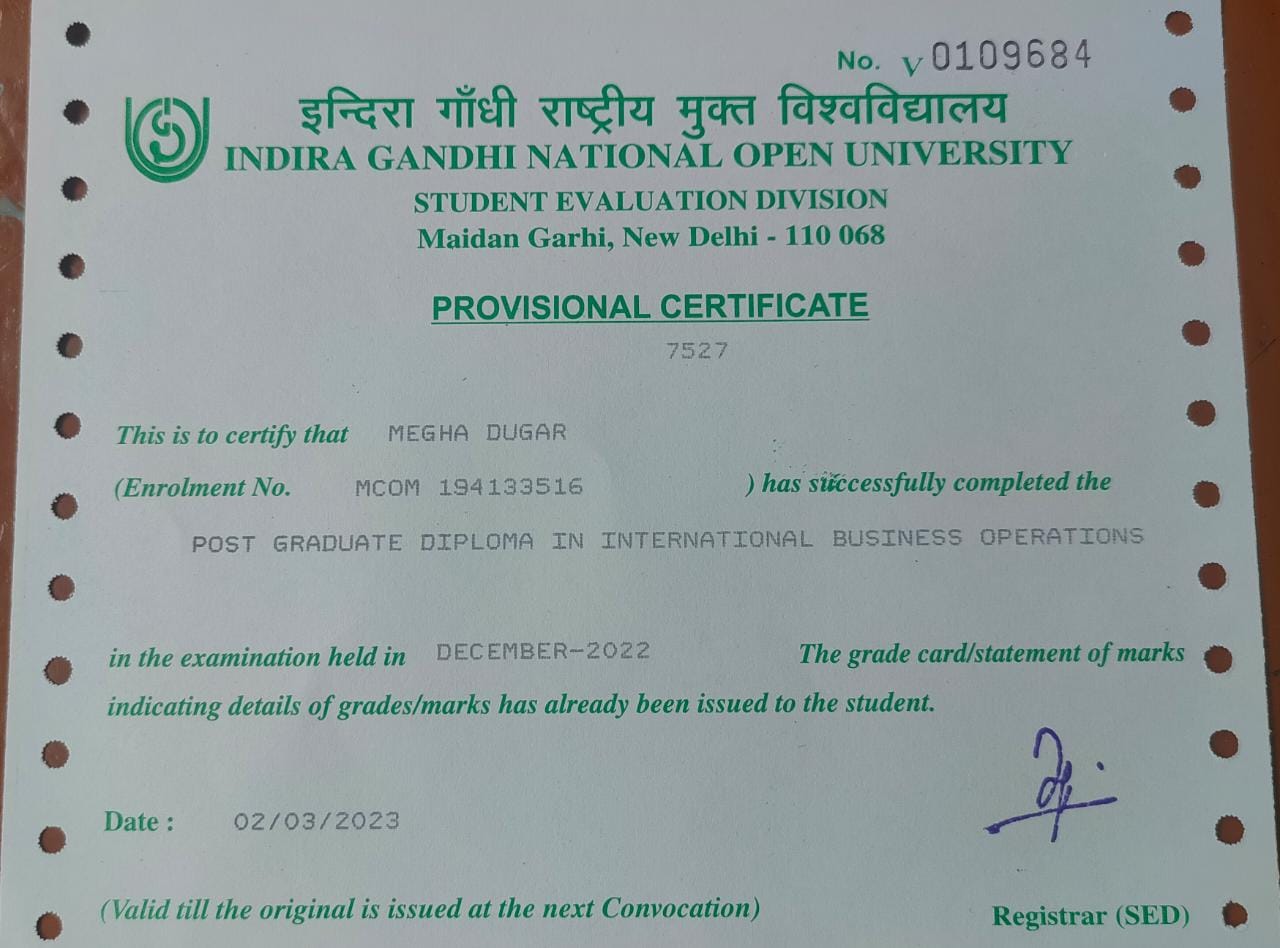 No. V 0109684
इन्दिरा गाँधी राष्ट्रीय मुक्त विश्वविद्यालय
INDIRA GANDHI NATIONAL OPEN UNIVERSITY
STUDENT EVALUATION DIVISION
Maidan Garhi, New Delhi - 110 068
PROVISIONAL CERTIFICATE
7527
This is to certify that MEGHA DUGAR
(Enrolment No. MCOM 194133516 ) has successfully completed the
POST GRADUATE DIPLOMA IN INTERNATIONAL BUSINESS OPERATIONS
in the examination held in DECEMBER-2022 The grade card/statement of marks
indicating details of grades/marks has already been issued to the student.
Date : 02/03/2023
(Valid till the original is issued at the next Convocation) Registrar (SED)